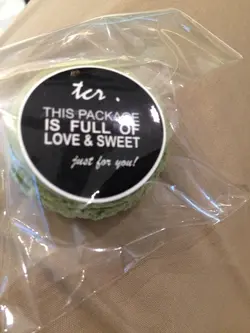 tcr .
THIS PACKAGE
IS FULL OF
LOVE & SWEET
just for you!